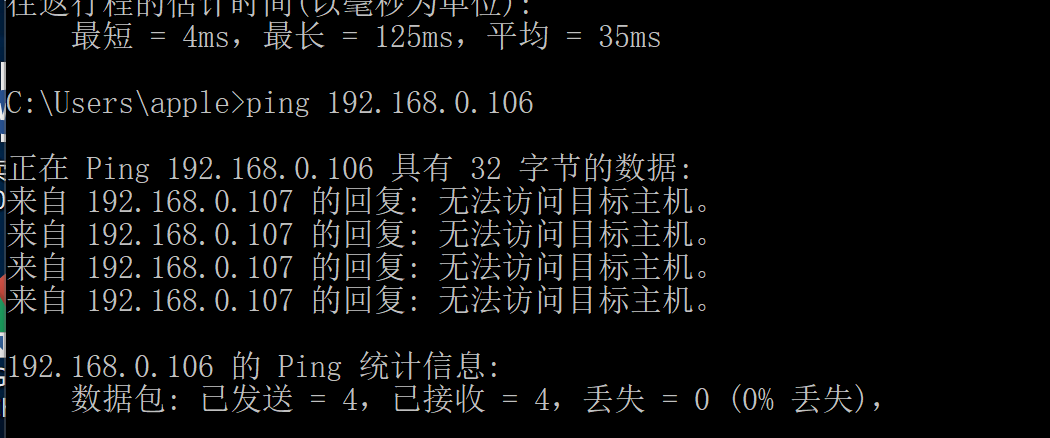 往返行程的估计时间(以毫秒为单位):
最短 = 4ms，最长 = 125ms，平均 = 35ms
C:\Users\apple>ping 192.168.0.106
正在 Ping 192.168.0.106 具有 32 字节的数据:
来自 192.168.0.107 的回复: 无法访问目标主机。
来自 192.168.0.107 的回复: 无法访问目标主机。
来自 192.168.0.107 的回复: 无法访问目标主机。
来自 192.168.0.107 的回复: 无法访问目标主机。
192.168.0.106 的 Ping 统计信息:
数据包: 已发送 = 4，已接收 = 4，丢失 = 0 (0% 丢失)，